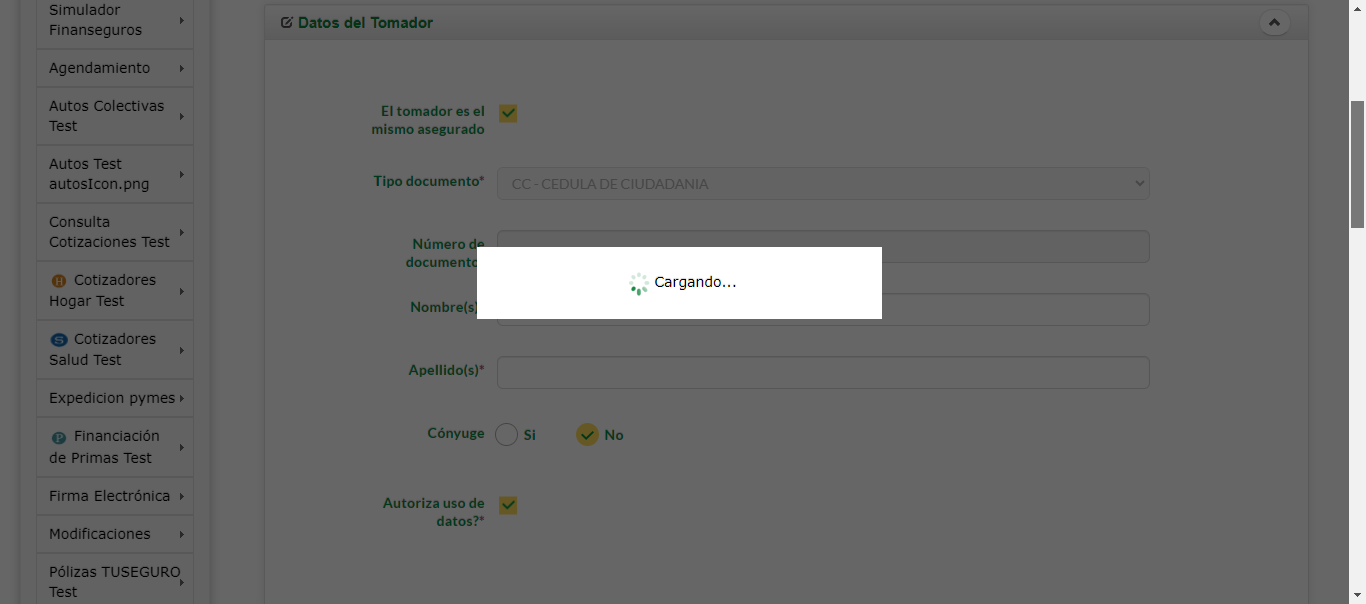 Simulador
Finanseguros
Agendamiento
Autos Colectivas
Test
Autos Test
autosIcon.png
Consulta
Cotizaciones Test
H Cotizadores
Hogar Test
S Cotizadores
Salud Test
Expedicion pymes
P Financiación
de Primas Test
Firma Electrónica
Modificaciones
Pólizas TUSEGURO
Test
Datos del Tomador
El tomador es el
mismo asegurado
Tipo documento*
CC - CEDULA DE CIUDADANIA
Número de
documento
Cargando...
Nombre(s)
Apellido(s)*
Cónyuge
Si
No
Autoriza uso de
datos?*